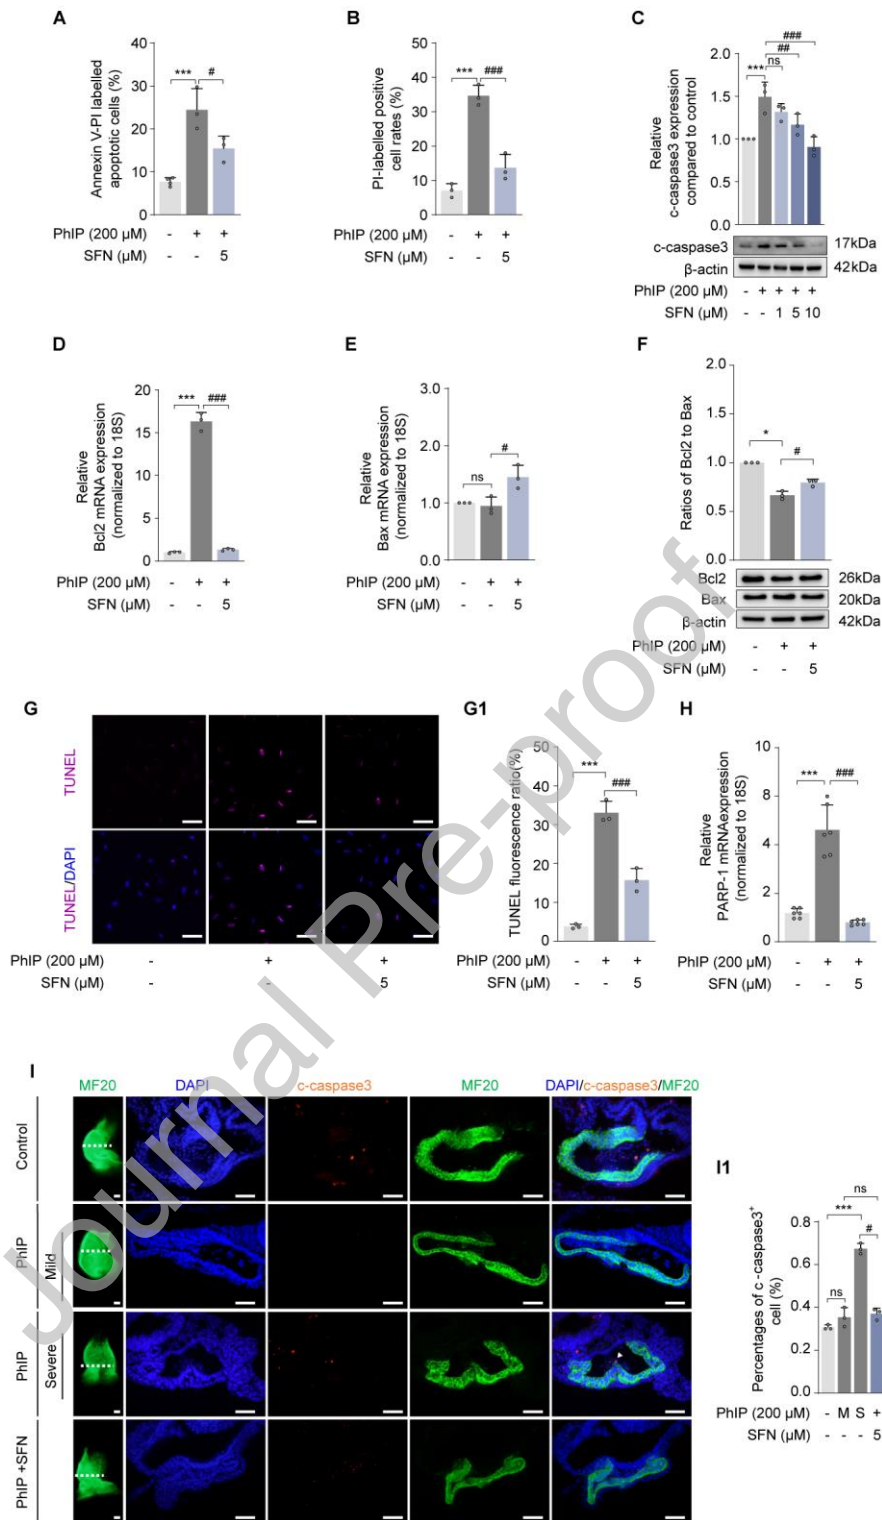 A
Annexin V-PI labelled
apoptotic cells (%)
40
30
20
10
0
***
#
PhIP (200 μM) - + +
SFN (μM) - - 5
B
PI-labelled positive
cell rates (%)
40
30
20
10
0
***
###
PhIP (200 μM) - + +
SFN (μM) - - 5
C
Relative
c-caspase3 expression
compared to control
2.0
1.5
1.0
0.5
0.0
###
##
***
ns
c-caspase3 17kDa
β-actin 42kDa
PhIP (200 μM) - + + + +
SFN (μM) - - 1 5 10
D
Relative
Bcl2 mRNA expression
(normalized to 18S)
20
15
10
5
0
***
###
PhIP (200 μM) - + +
SFN (μM) - - 5
E
Relative
Bax mRNA expression
(normalized to 18S)
3.0
2.0
1.0
0.0
ns
#
PhIP (200 μM) - + +
SFN (μM) - - 5
F
Ratios of Bcl2 to Bax
2.0
1.5
1.0
0.5
0.0
*
#
Bcl2 26kDa
Bax 20kDa
β-actin 42kDa
PhIP (200 μM) - + +
SFN (μM) - - 5
G
TUNEL
TUNEL/DAPI
PhIP (200 μM) - + +
SFN (μM) - - 5
G1
TUNEL fluorescence ratio(%)
50
40
30
20
10
0
***
###
PhIP (200 μM) - + +
SFN (μM) - - 5
H
Relative
PARP-1 mRNAexpression
(normalized to 18S)
10
8
6
4
2
0
***
###
PhIP (200 μM) - + +
SFN (μM) - - 5
I
MF20 DAPI c-caspase3 MF20 DAPI/c-caspase3/MF20
Control
PhIP
Mild
PhIP
Severe
PhIP +SFN
I1
Percentages of c -caspase3+
cell (%)
0.8
0.6
0.4
0.2
0.0
ns
***
#
ns
PhIP (200 μM) - M S +
SFN (μM) - - - 5
Journal Pre-proof